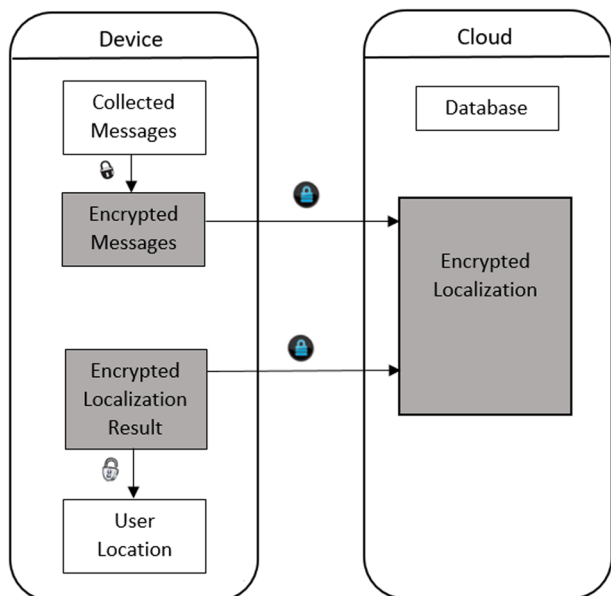 Device
Collected
Messages
Encrypted
Messages
Encrypted
Localization
Result
User
Location
Cloud
Database
Encrypted
Localization